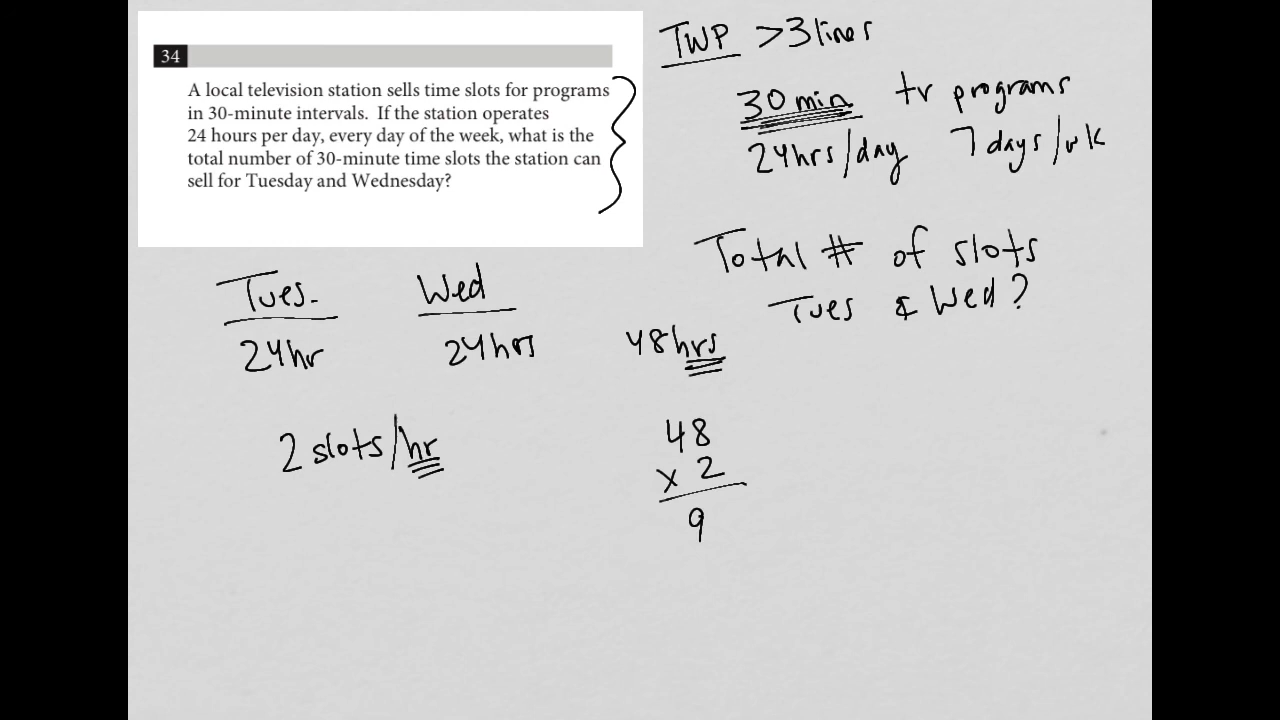 34
A local television station sells time slots for programs
in 30-minute intervals. If the station operates
24 hours per day, every day of the week, what is the
total number of 30-minute time slots the station can
sell for Tuesday and Wednesday?
TWP >3 lines
30 min tv programs
24hrs/day 7 days/wk
Total # of slots
Tues & Wed?
Tues. Wed
24hr 24hrs 48hrs
2 slots/hr
48
x 2
9